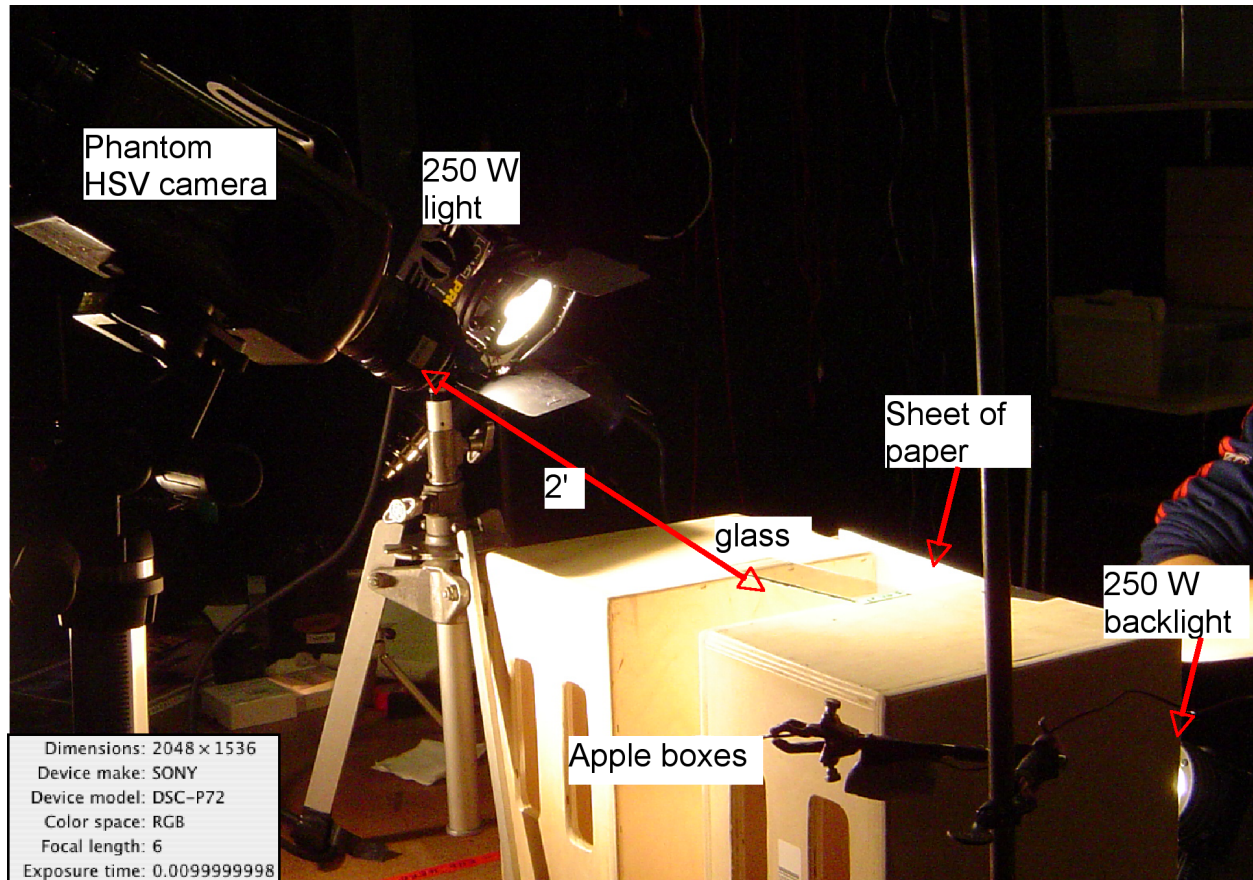 Phantom
HSV camera
250 W
light
2'
Sheet of
paper
glass
250 W
backlight
Apple boxes
Dimensions: 2048 × 1536
Device make: SONY
Device model: DSC-P72
Color space: RGB
Focal length: 6
Exposure time: 0.0099999998